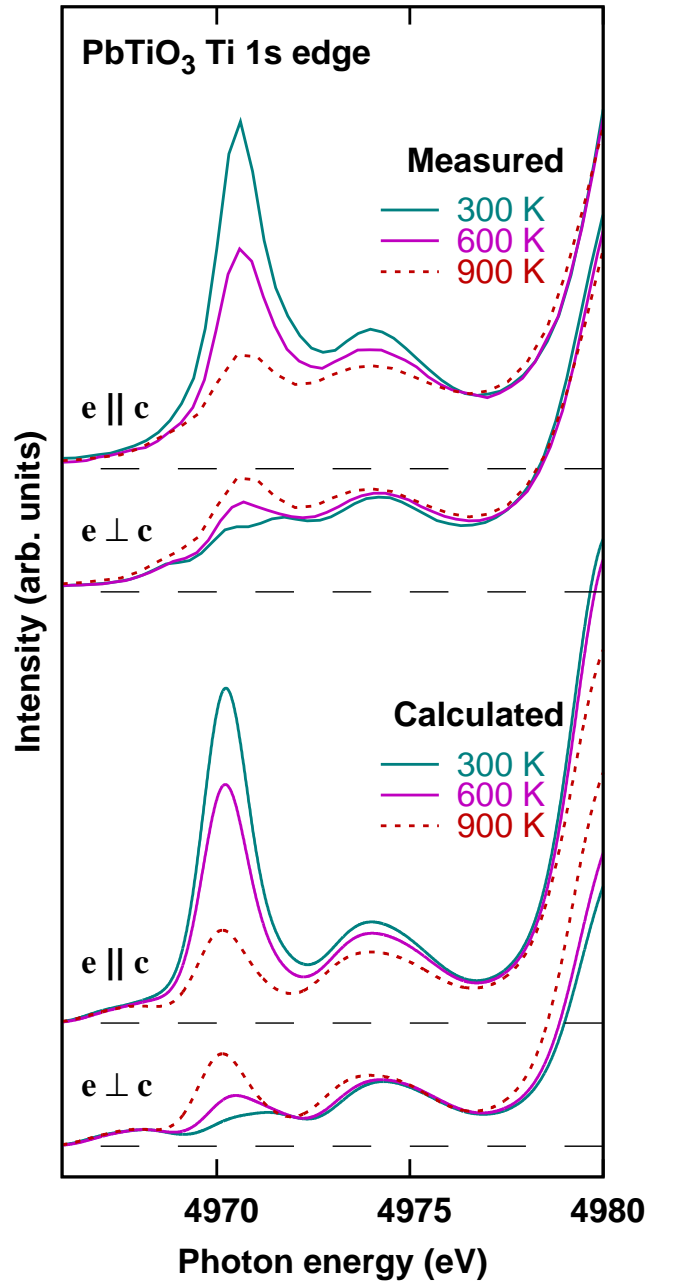 PbTiO₃ Ti 1s edge
Measured
300 K
600 K
900 K
e || c
e ⊥ c
Intensity (arb. units)
Calculated
300 K
600 K
900 K
e || c
e ⊥ c
4970 4975 4980
Photon energy (eV)